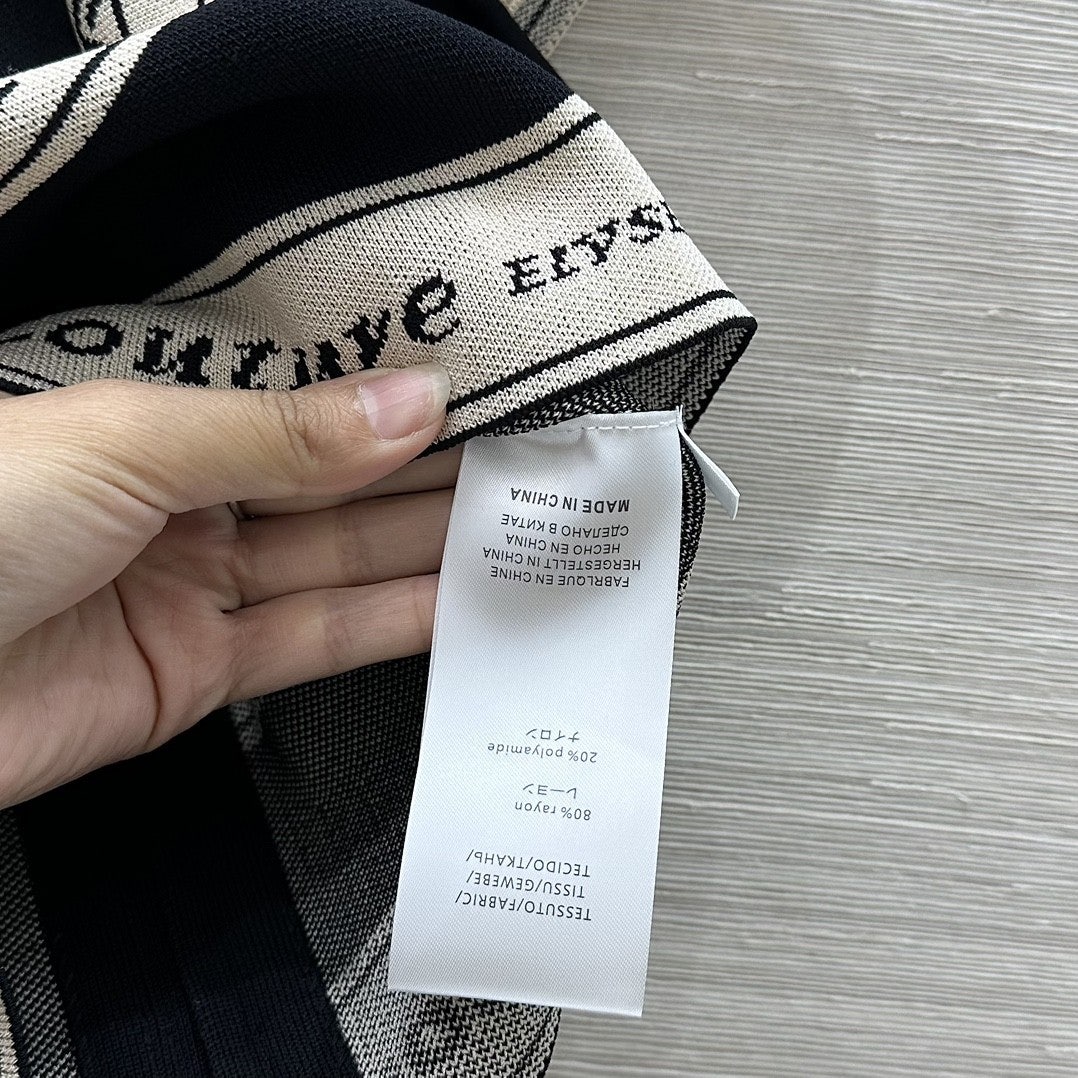 TESSUTO/FABRIC/
TISSU/GEWEBE/
TECIDO/ТКАНЬ/
80% rayon
レーヨン
20% polyamide
ナイロン
FABRLQUE EN CHINE
HERGESTELLT IN CHINA
HECHO EN CHINA
СДЕЛАНО В КИТАЕ
MADE IN CHINA